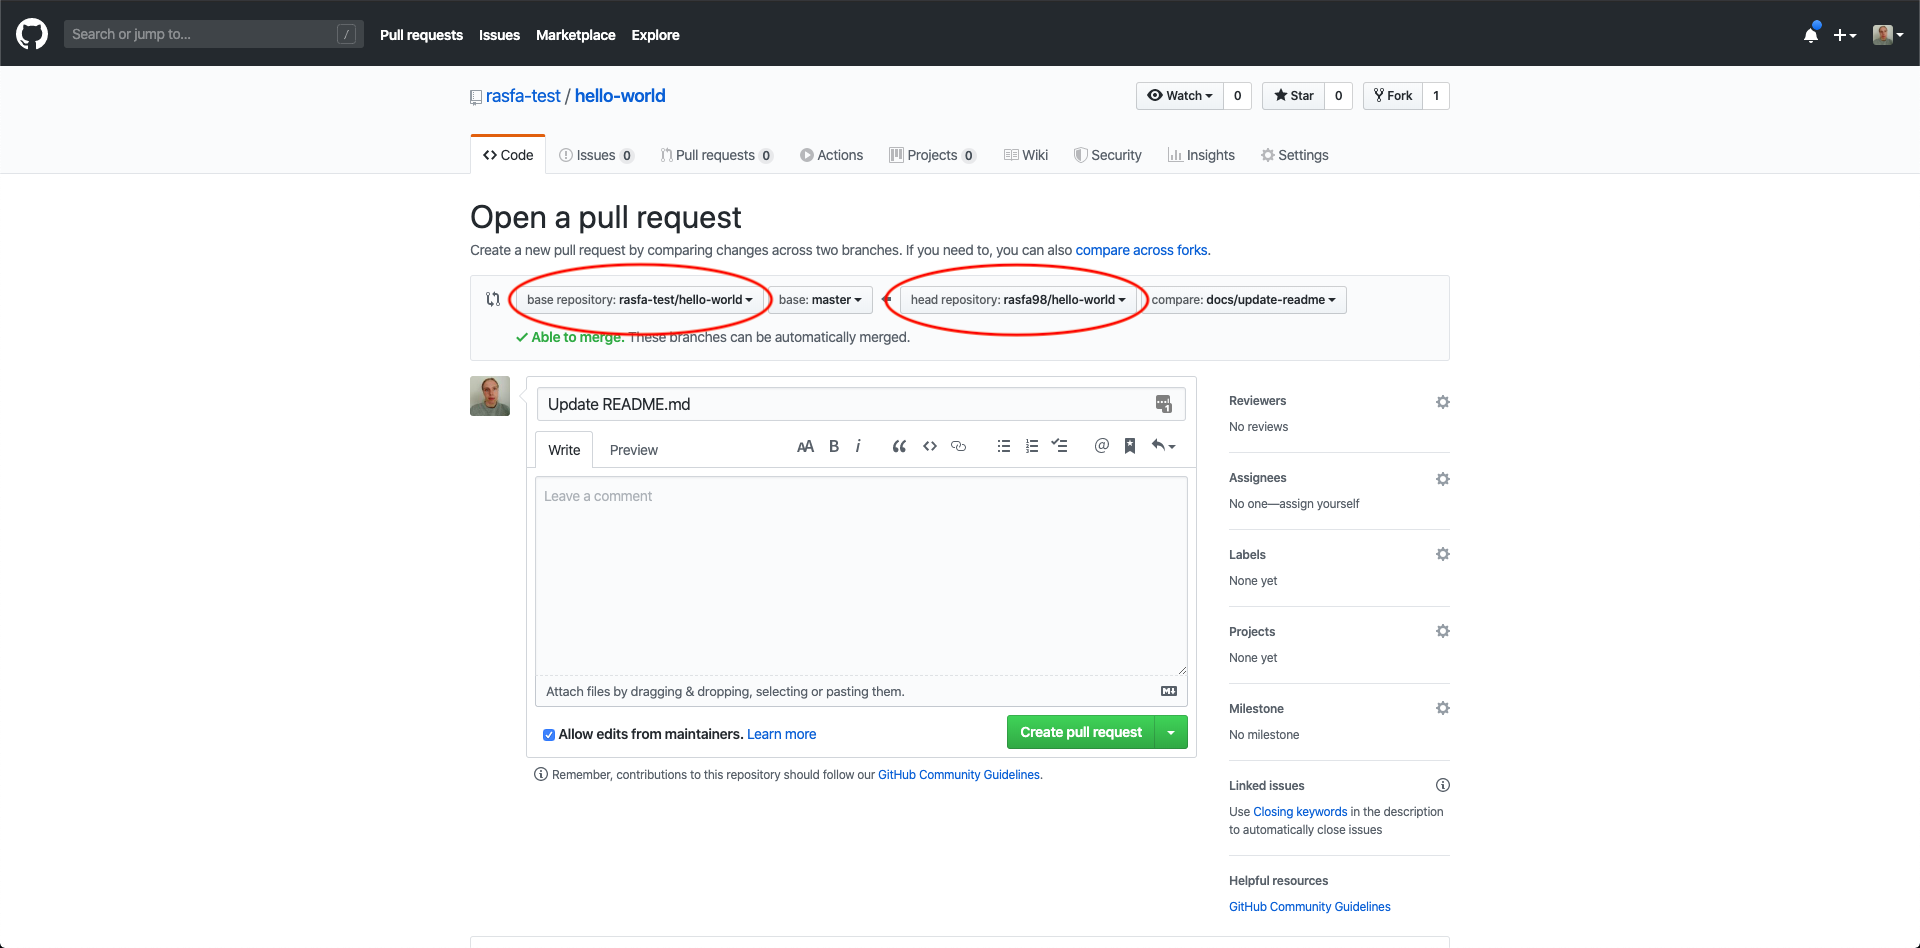 Search or jump to... / Pull requests Issues Marketplace Explore
rasfa-test / hello-world Watch 0 Star 0 Fork 1
Code Issues 0 Pull requests 0 Actions Projects 0 Wiki Security Insights Settings
Open a pull request
Create a new pull request by comparing changes across two branches. If you need to, you can also compare across forks.
base repository: rasfa-test/hello-world base: master head repository: rasfa98/hello-world compare: docs/update-readme
Able to merge. These branches can be automatically merged.
Update README.md 1
Write Preview AA B i @
Leave a comment
Attach files by dragging & dropping, selecting or pasting them.
Allow edits from maintainers. Learn more Create pull request
Remember, contributions to this repository should follow our GitHub Community Guidelines.
Reviewers
No reviews
Assignees
No one—assign yourself
Labels
None yet
Projects
None yet
Milestone
No milestone
Linked issues
Use Closing keywords in the description
to automatically close issues
Helpful resources
GitHub Community Guidelines